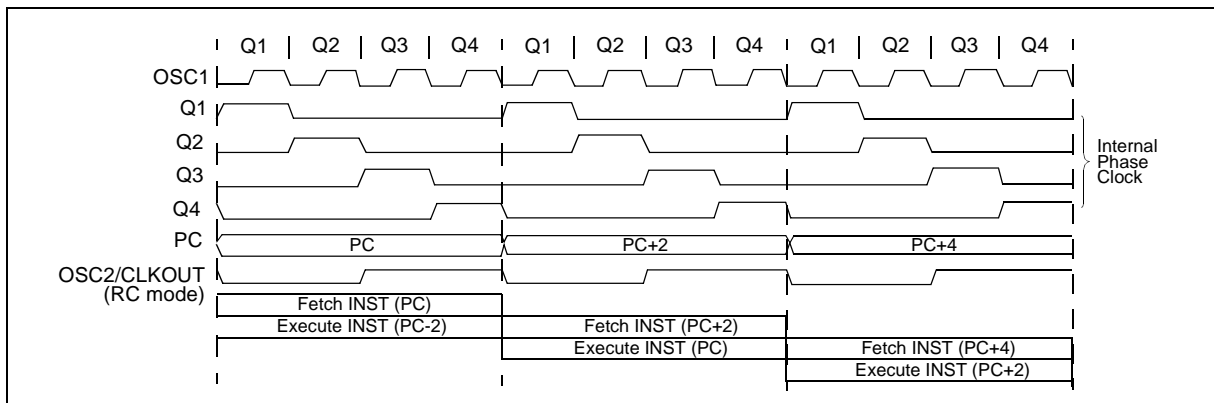 Q1 Q2 Q3 Q4 Q1 Q2 Q3 Q4 Q1 Q2 Q3 Q4
OSC1
Q1
Q2
Q3
Q4
Internal
Phase
Clock
PC PC PC+2 PC+4
OSC2/CLKOUT
(RC mode)
Fetch INST (PC)
Execute INST (PC-2) Fetch INST (PC+2)
Execute INST (PC) Fetch INST (PC+4)
Execute INST (PC+2)